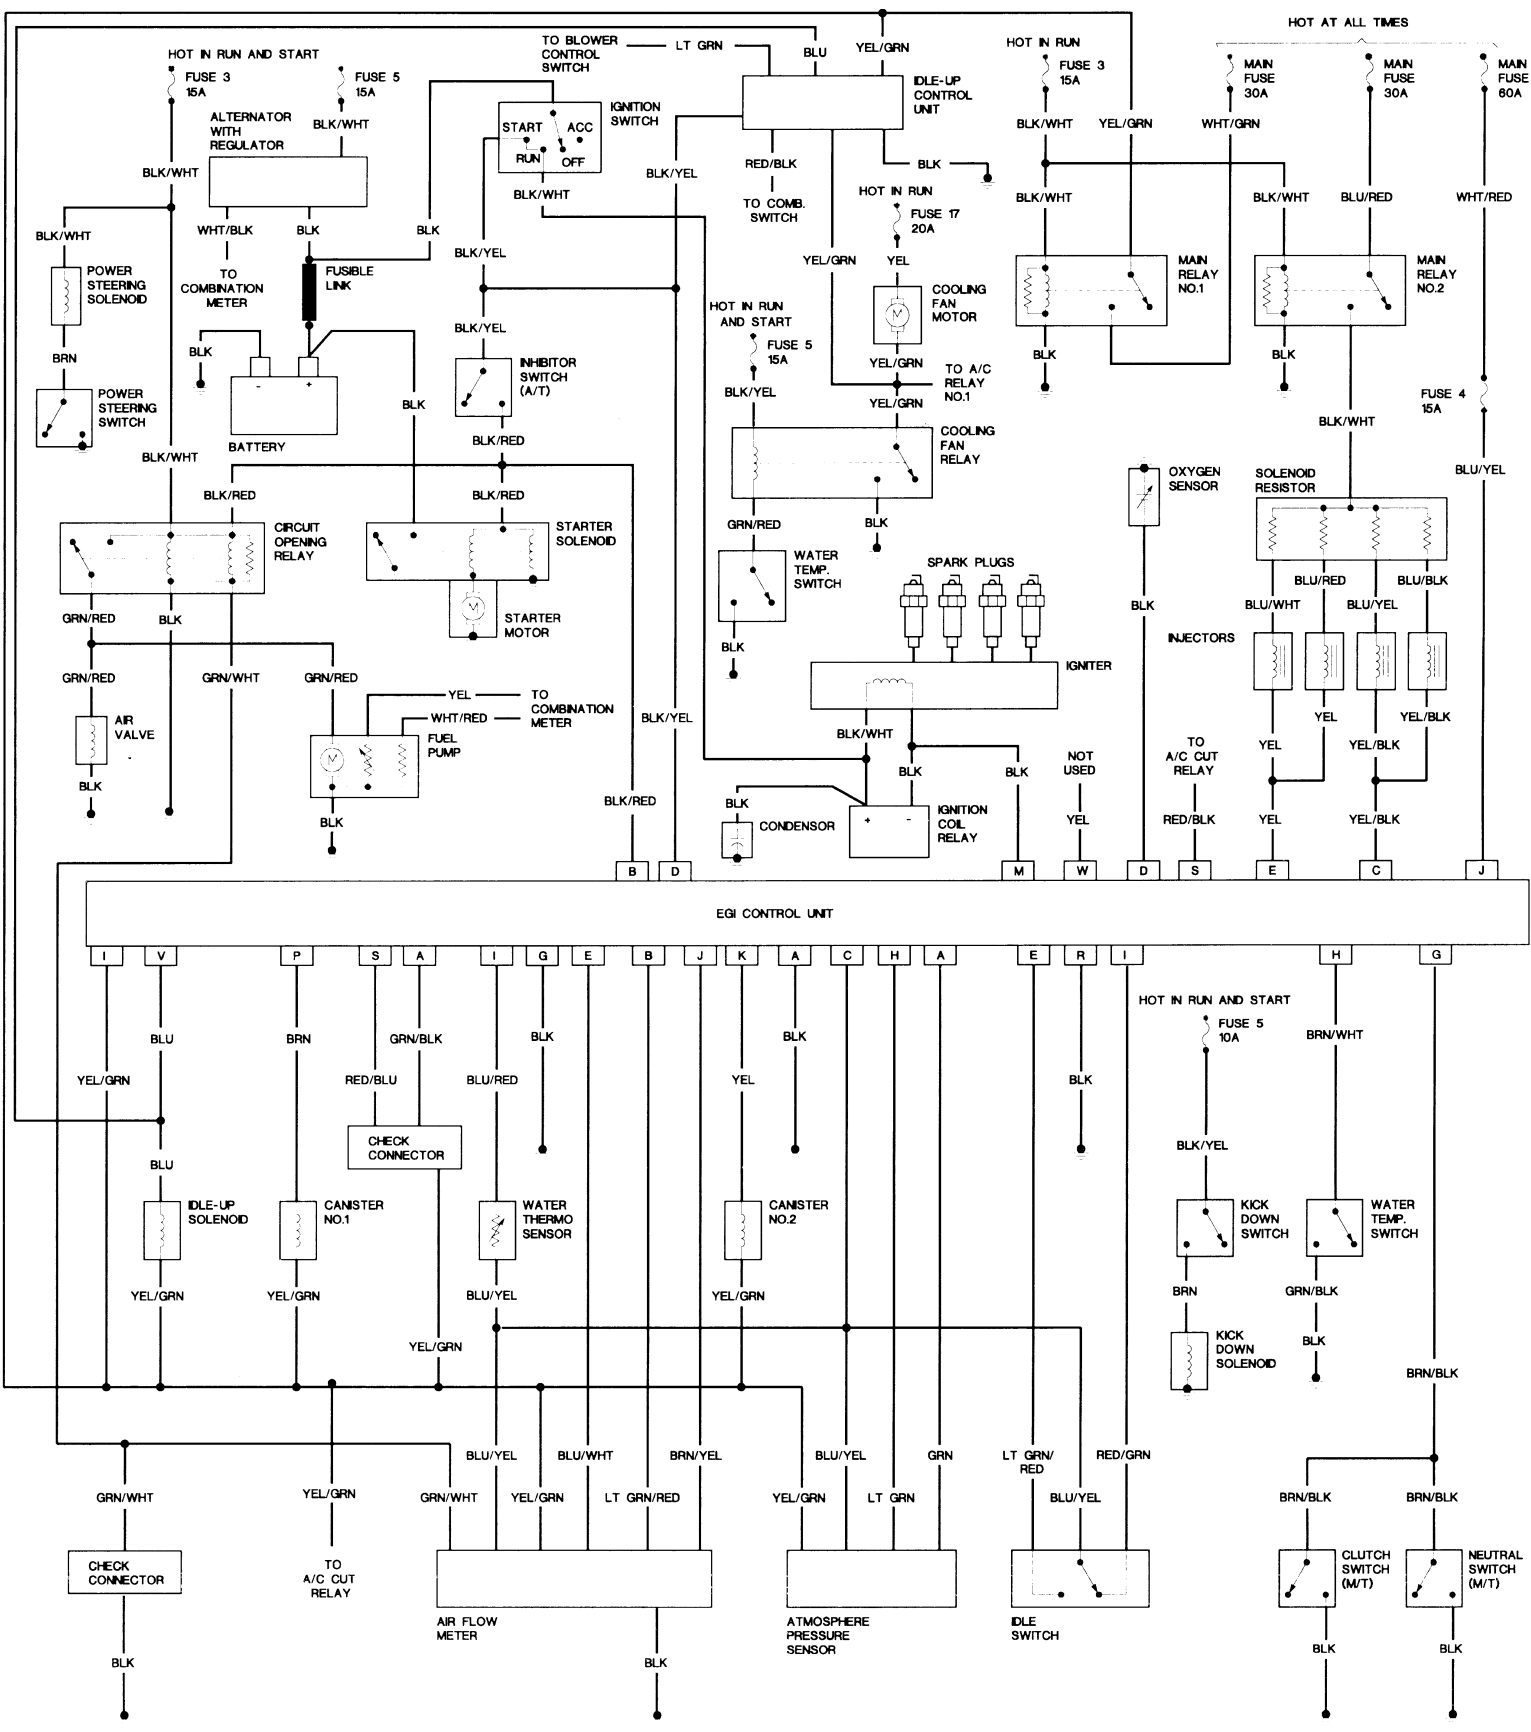 HOT IN RUN AND START
FUSE 3
15A
FUSE 5
15A
TO BLOWER
CONTROL
SWITCH
LT GRN
BLU
YEL/GRN
HOT IN RUN
FUSE 3
15A
HOT AT ALL TIMES
MAIN
FUSE
30A
MAIN
FUSE
30A
MAIN
FUSE
60A
ALTERNATOR
WITH
REGULATOR
BLK/WHT
IGNITION
SWITCH
START
ACC
RUN
OFF
IDLE-UP
CONTROL
UNIT
BLK/WHT
YEL/GRN
WHT/GRN
BLK/WHT
BLK/WHT
BLK/YEL
RED/BLK
BLK
TO COMB.
SWITCH
HOT IN RUN
FUSE 17
20A
BLK/WHT
BLK/WHT
BLU/RED
WHT/RED
BLK/WHT
WHT/BLK
BLK
BLK
BLK/YEL
YEL/GRN
YEL
POWER
STEERING
SOLENOID
TO
COMBINATION
METER
FUSIBLE
LINK
COOLING
FAN
MOTOR
M
MAIN
RELAY
NO.1
MAIN
RELAY
NO.2
BRN
BLK
BLK/YEL
HOT IN RUN
AND START
FUSE 5
15A
YEL/GRN
BLK
BLK
POWER
STEERING
SWITCH
-
+
BATTERY
BLK
INHIBITOR
SWITCH
(A/T)
BLK/YEL
TO A/C
RELAY
NO.1
YEL/GRN
FUSE 4
15A
BLK/WHT
BLK/WHT
BLK/RED
COOLING
FAN
RELAY
BLU/YEL
BLK/RED
BLK/RED
OXYGEN
SENSOR
SOLENOID
RESISTOR
CIRCUIT
OPENING
RELAY
STARTER
SOLENOID
GRN/RED
BLK
WATER
TEMP.
SWITCH
SPARK PLUGS
BLU/RED
BLU/BLK
BLU/WHT
BLU/YEL
GRN/RED
BLK
M
STARTER
MOTOR
BLK
BLK
INJECTORS
GRN/RED
GRN/WHT
GRN/RED
IGNITER
YEL
TO
COMBINATION
METER
WHT/RED
BLK/YEL
BLK/WHT
YEL
YEL/BLK
AIR
VALVE
M
FUEL
PUMP
BLK
BLK
NOT
USED
TO
A/C CUT
RELAY
YEL
YEL/BLK
BLK
BLK
BLK/RED
BLK
CONDENSOR
+
-
IGNITION
COIL
RELAY
YEL
RED/BLK
YEL
YEL/BLK
B
D
M
W
D
S
E
C
J
EGI CONTROL UNIT
I
V
P
S
A
I
G
E
B
J
K
A
C
H
A
E
R
I
H
G
HOT IN RUN AND START
FUSE 5
10A
BLU
BRN
GRN/BLK
BLK
BLK
BRN/WHT
YEL/GRN
RED/BLU
BLU/RED
YEL
BLK
CHECK
CONNECTOR
BLK/YEL
BLU
IDLE-UP
SOLENOID
CANISTER
NO.1
WATER
THERMO
SENSOR
CANISTER
NO.2
KICK
DOWN
SWITCH
WATER
TEMP.
SWITCH
YEL/GRN
YEL/GRN
BLU/YEL
YEL/GRN
BRN
GRN/BLK
YEL/GRN
KICK
DOWN
SOLENOID
BLK
BRN/BLK
BLU/YEL
BLU/WHT
BRN/YEL
BLU/YEL
GRN
LT GRN/
RED
RED/GRN
GRN/WHT
YEL/GRN
GRN/WHT
YEL/GRN
LT GRN/RED
YEL/GRN
LT GRN
BLU/YEL
BRN/BLK
BRN/BLK
CHECK
CONNECTOR
TO
A/C CUT
RELAY
CLUTCH
SWITCH
(M/T)
NEUTRAL
SWITCH
(M/T)
AIR FLOW
METER
ATMOSPHERE
PRESSURE
SENSOR
IDLE
SWITCH
BLK
BLK
BLK
BLK